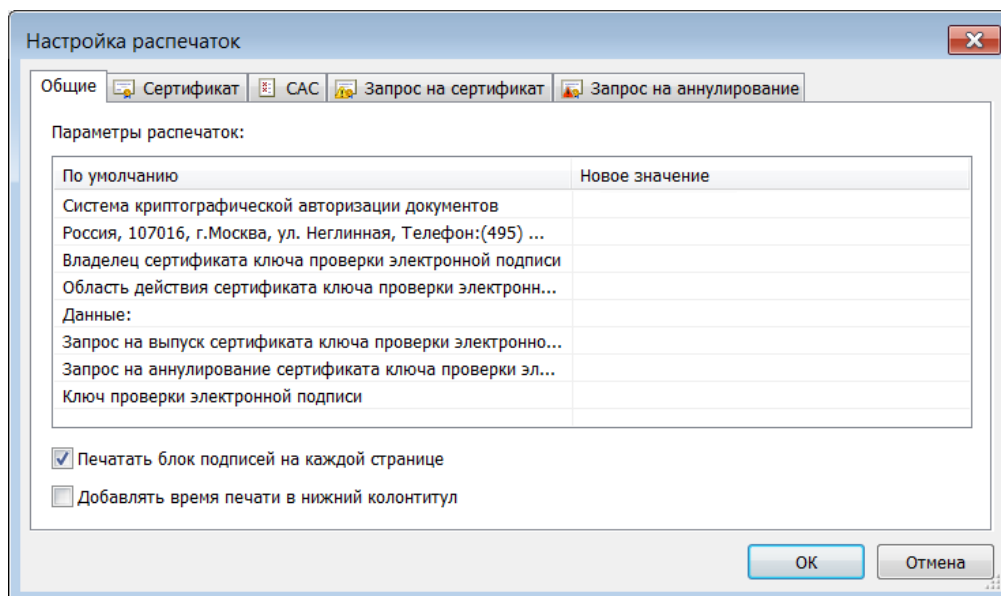 Настройка распечаток
Общие Сертификат САС Запрос на сертификат Запрос на аннулирование
Параметры распечаток:
По умолчанию Новое значение
Система криптографической авторизации документов
Россия, 107016, г.Москва, ул. Неглинная, Телефон:(495) ...
Владелец сертификата ключа проверки электронной подписи
Область действия сертификата ключа проверки электронн...
Данные:
Запрос на выпуск сертификата ключа проверки электронно...
Запрос на аннулирование сертификата ключа проверки эл...
Ключ проверки электронной подписи
Печатать блок подписей на каждой странице
Добавлять время печати в нижний колонтитул
ОК Отмена